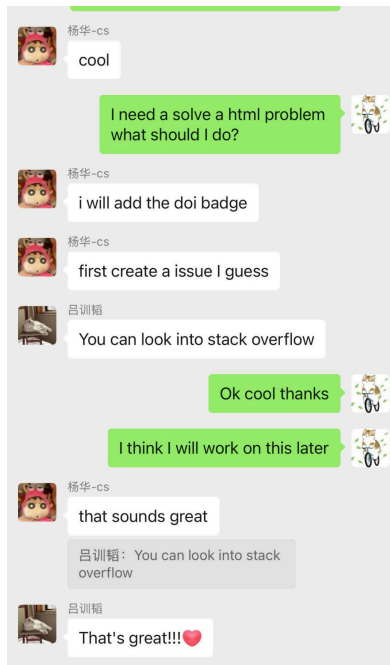 杨华-cs
cool
I need a solve a html problem
what should I do?
杨华-cs
i will add the doi badge
杨华-cs
first create a issue I guess
吕训韬
You can look into stack overflow
Ok cool thanks
I think I will work on this later
杨华-cs
that sounds great
吕训韬：You can look into stack
overflow
吕训韬
That's great!!!❤️